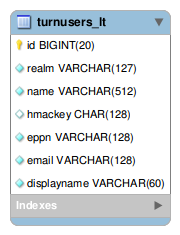 turnusers_lt
id BIGINT(20)
realm VARCHAR(127)
name VARCHAR(512)
hmackey CHAR(128)
eppn VARCHAR(128)
email VARCHAR(128)
displayname VARCHAR(60)
Indexes